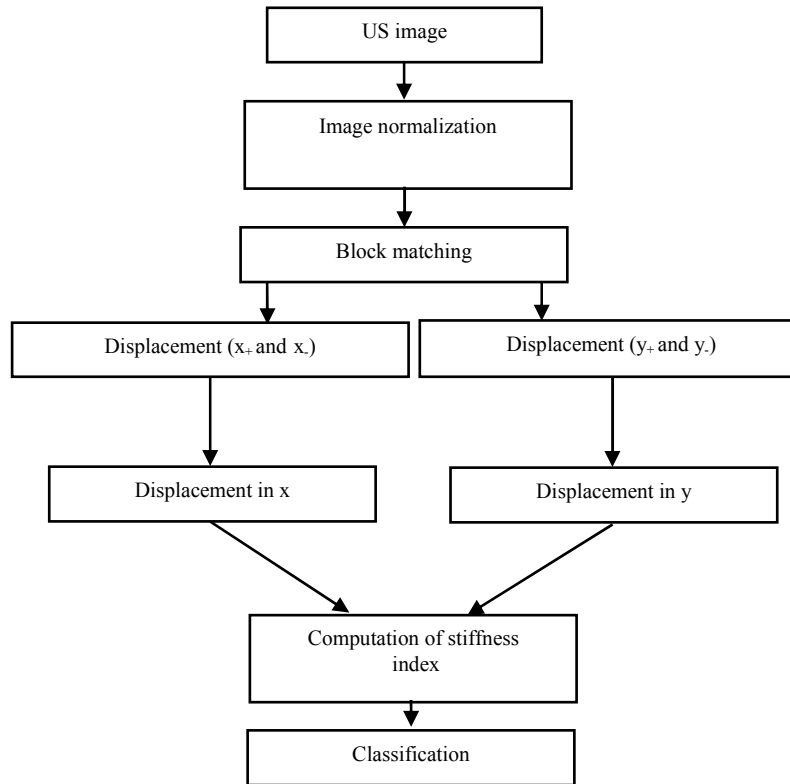 US image
Image normalization
Block matching
Displacement (x₊ and x₋)
Displacement (y₊ and y₋)
Displacement in x
Displacement in y
Computation of stiffness
index
Classification